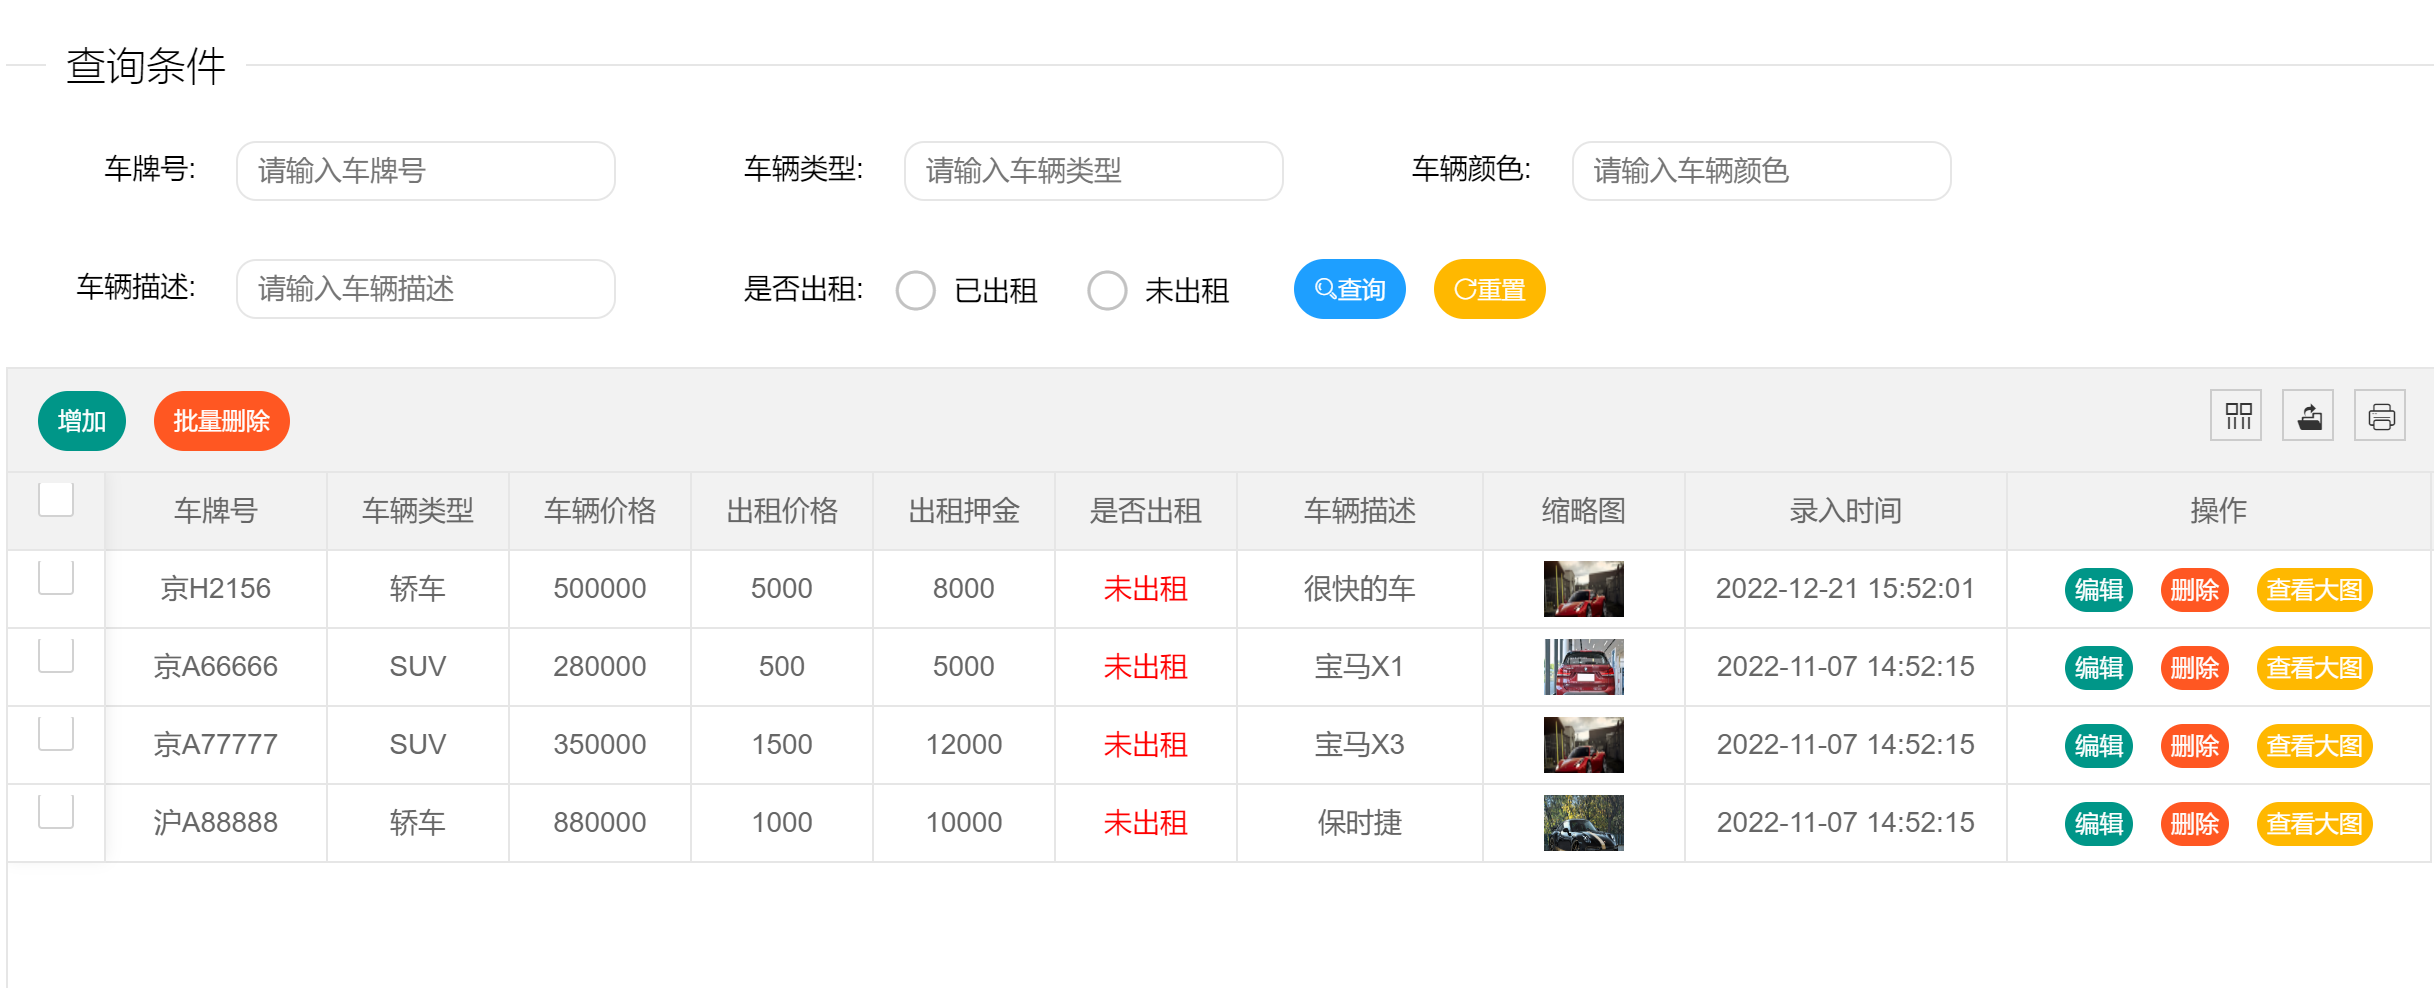 查询条件
车牌号: 请输入车牌号 车辆类型: 请输入车辆类型 车辆颜色: 请输入车辆颜色
车辆描述: 请输入车辆描述 是否出租: 已出租 未出租 查询 重置
增加 批量删除
车牌号 车辆类型 车辆价格 出租价格 出租押金 是否出租 车辆描述 缩略图 录入时间 操作
京H2156 轿车 500000 5000 8000 未出租 很快的车 2022-12-21 15:52:01 编辑 删除 查看大图
京A66666 SUV 280000 500 5000 未出租 宝马X1 2022-11-07 14:52:15 编辑 删除 查看大图
京A77777 SUV 350000 1500 12000 未出租 宝马X3 2022-11-07 14:52:15 编辑 删除 查看大图
沪A88888 轿车 880000 1000 10000 未出租 保时捷 2022-11-07 14:52:15 编辑 删除 查看大图